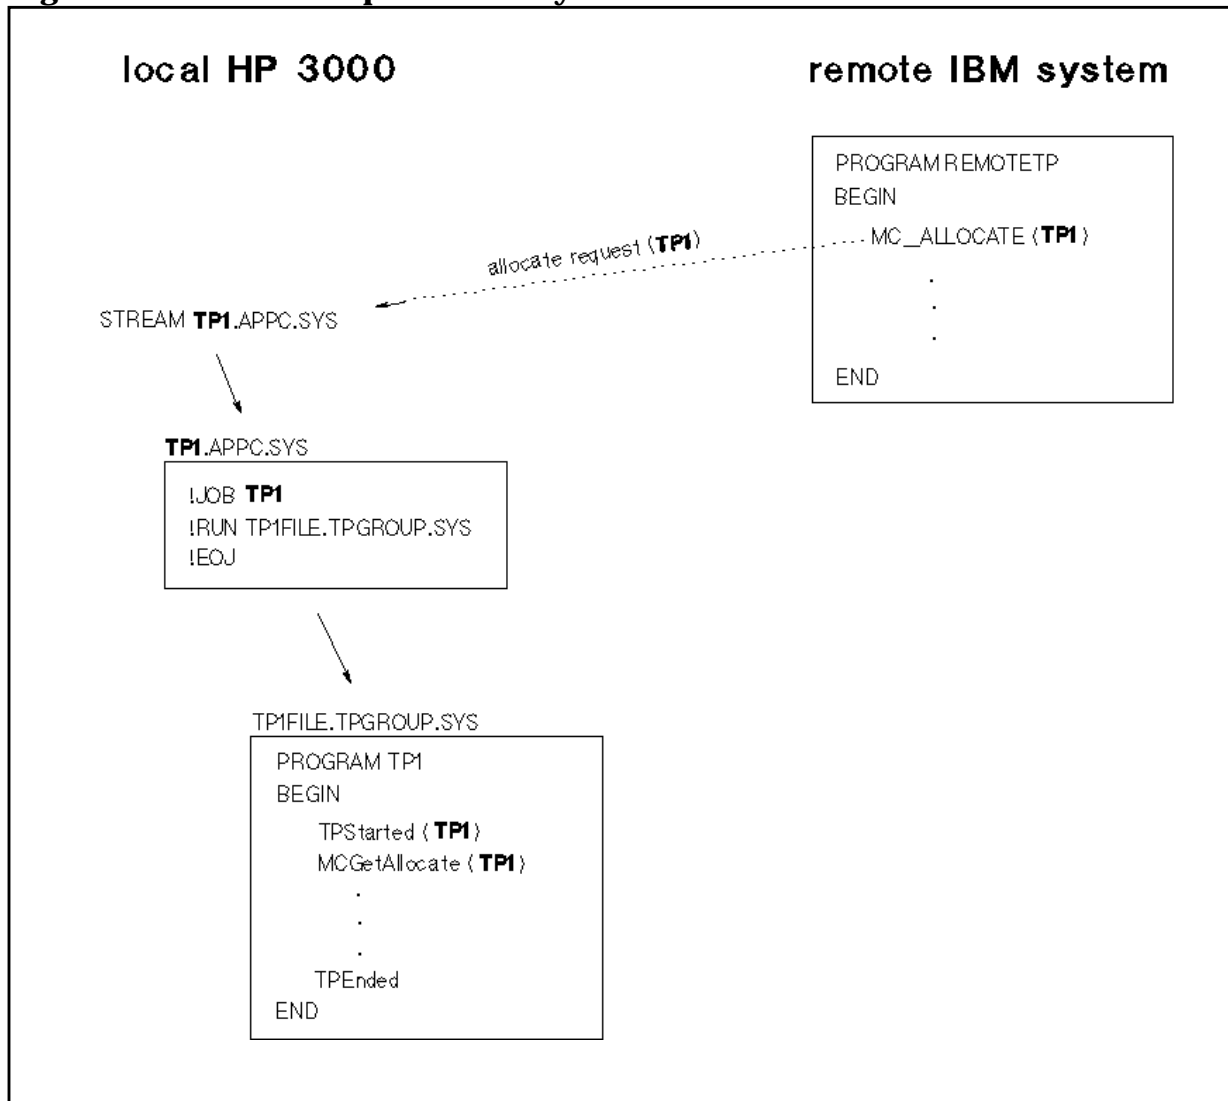 local HP 3000
remote IBM system
PROGRAM REMOTETP
BEGIN
MC_ALLOCATE (TP1)
.
.
.
END
allocate request (TP1)
STREAM TP1.APPC.SYS
TP1.APPC.SYS
!JOB TP1
!RUN TP1FILE.TPGROUP.SYS
!EOJ
TP1FILE.TPGROUP.SYS
PROGRAM TP1
BEGIN
TPStarted (TP1)
MCGetAllocate (TP1)
.
.
.
TPEnded
END